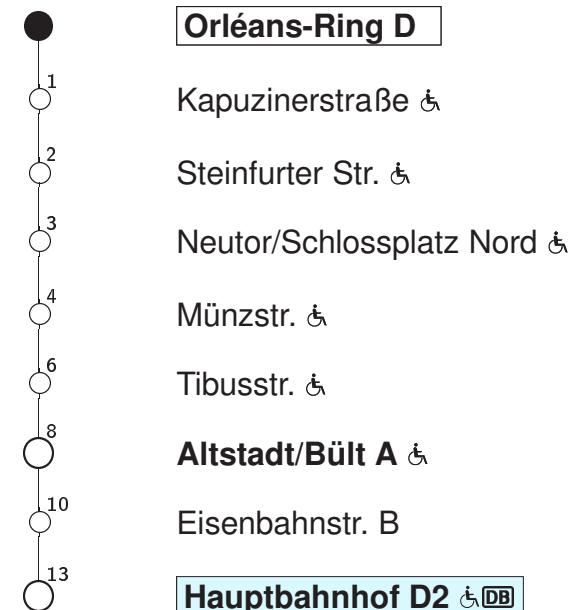 Orléans-Ring D
1 Kapuzinerstraße
2 Steinfurter Str.
3 Neutor/Schlossplatz Nord
4 Münzstr.
6 Tibusstr.
8 Altstadt/Bült A
10 Eisenbahnstr. B
13 Hauptbahnhof D2 DB